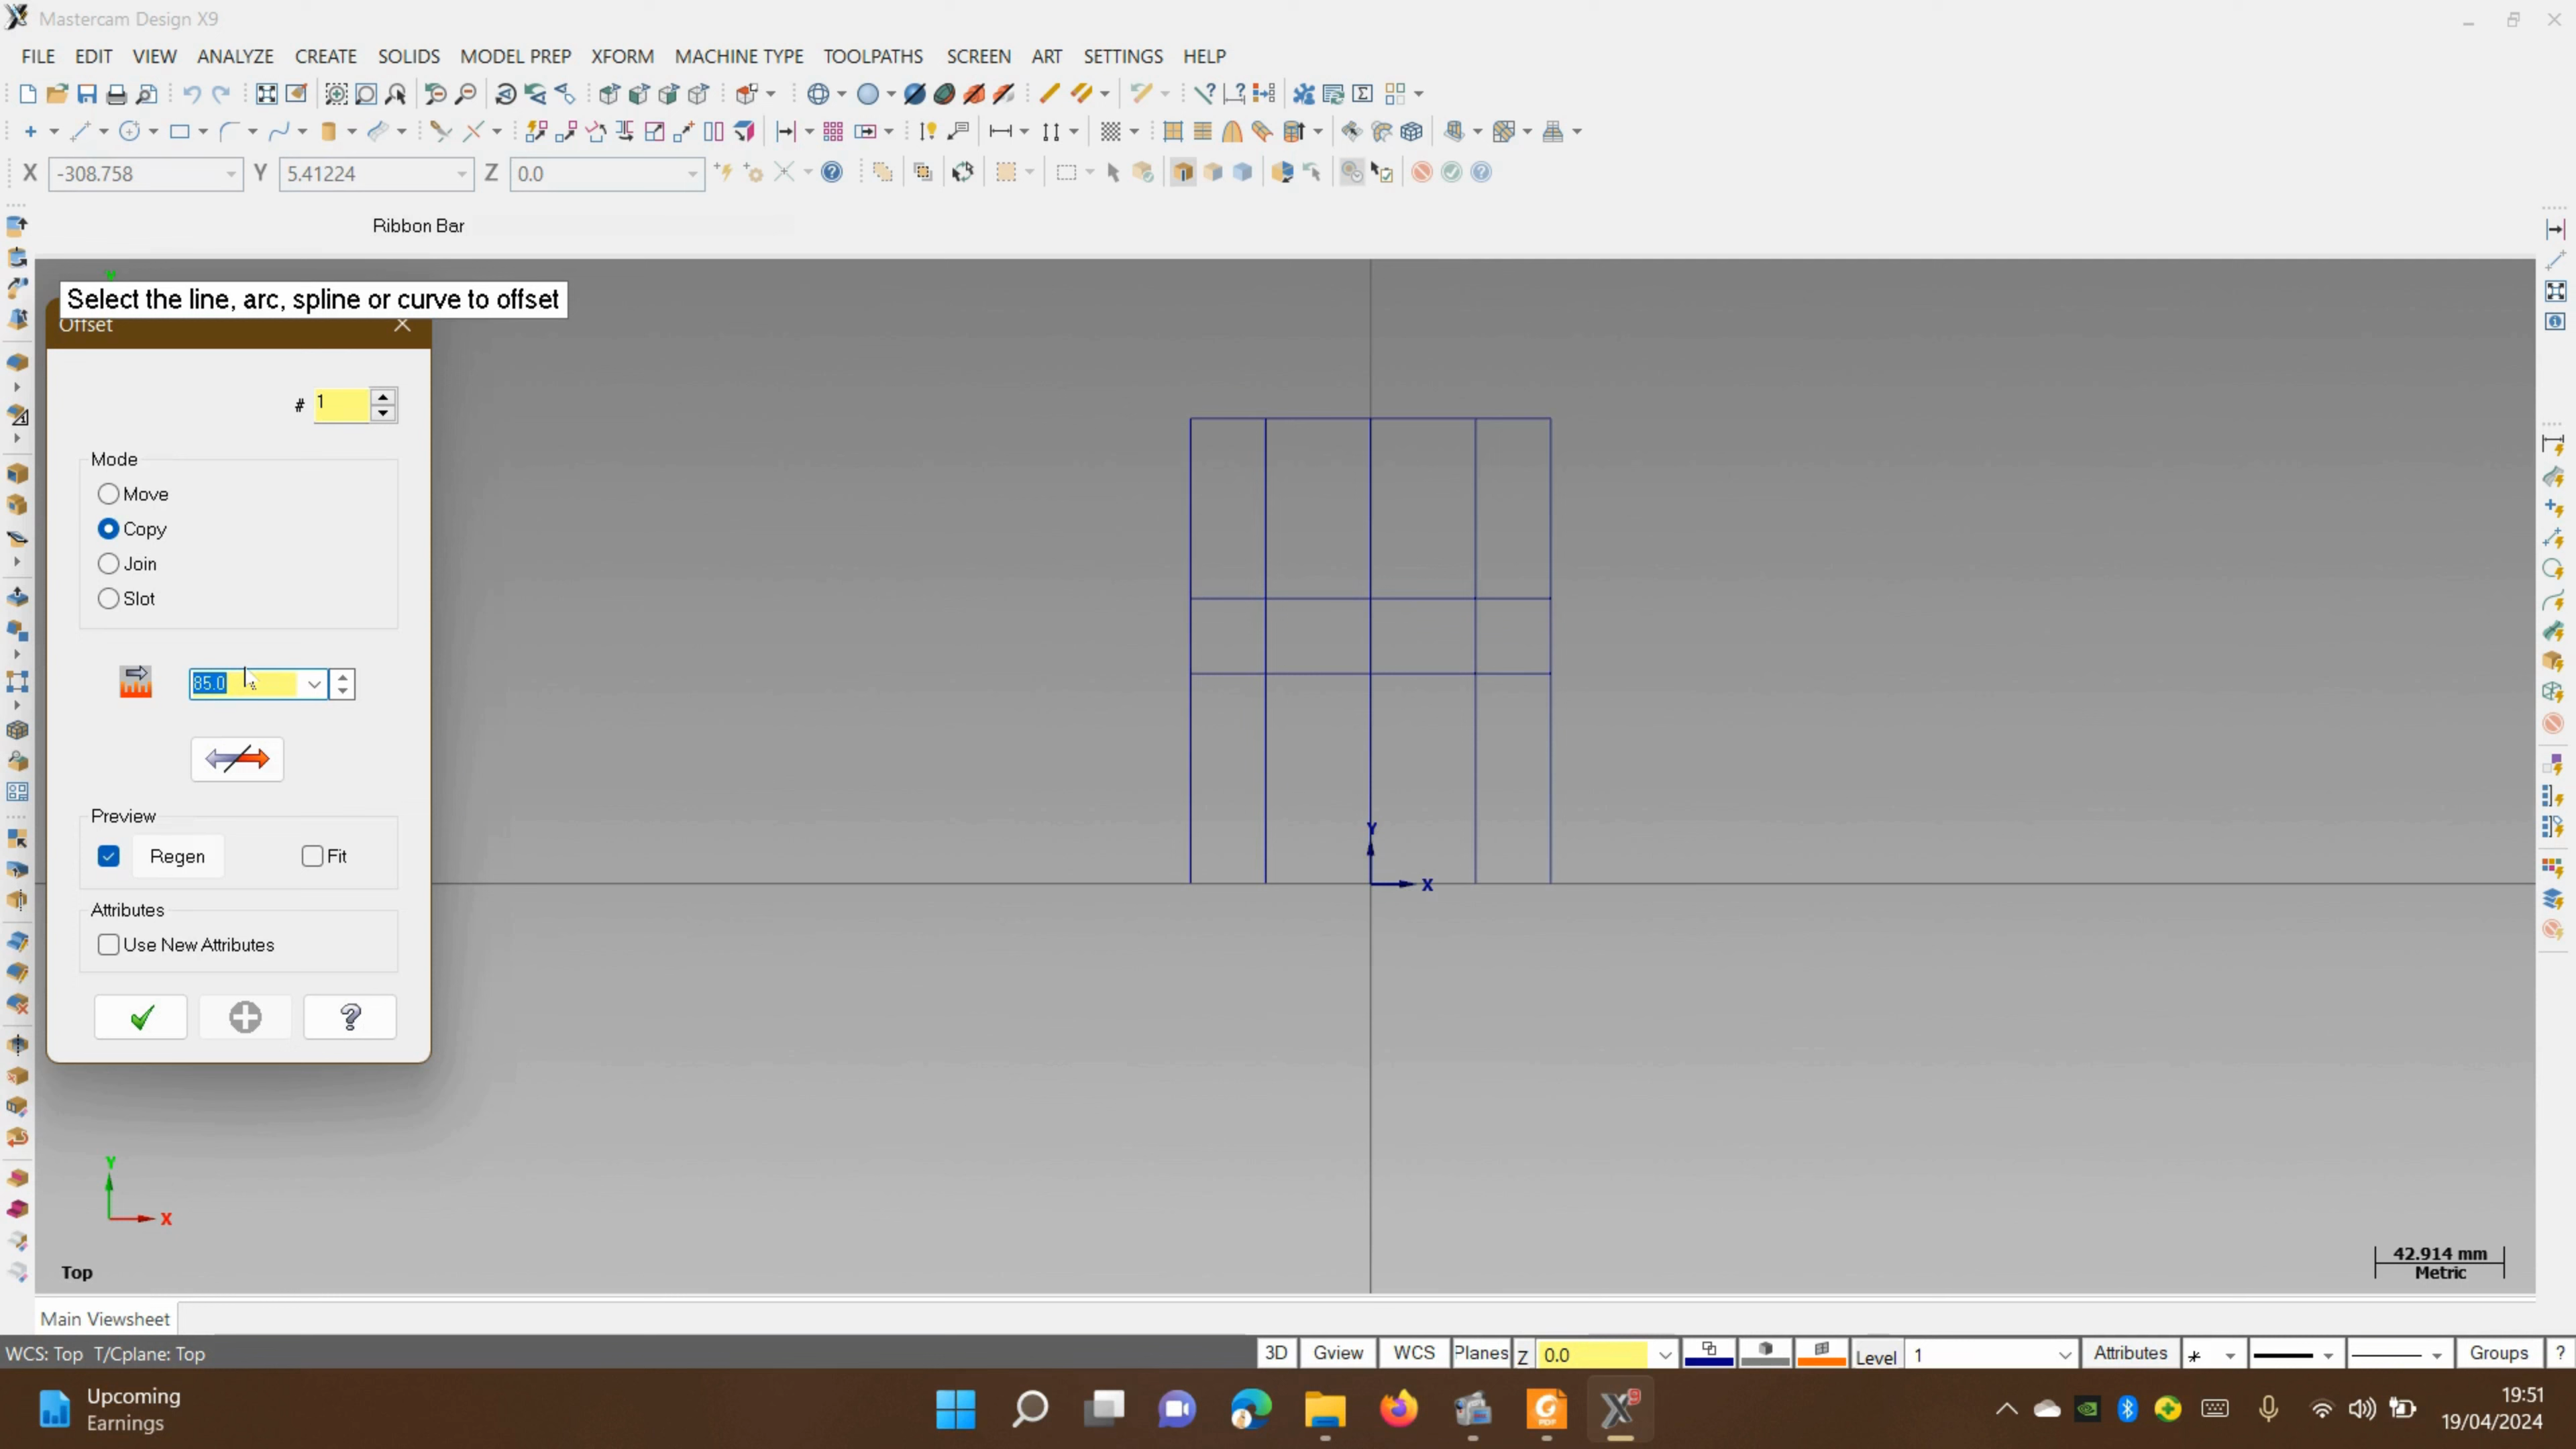 Mastercam Design X9
FILE EDIT VIEW ANALYZE CREATE SOLIDS MODEL PREP XFORM MACHINE TYPE TOOLPATHS SCREEN ART SETTINGS HELP
X -308.758 Y 5.41224 Z 0.0
Ribbon Bar
Select the line, arc, spline or curve to offset
Offset
# 1
Mode
Move
Copy
Join
Slot
85.0
Preview
Regen Fit
Attributes
Use New Attributes
Y
X
Y
X
Top
42.914 mm
Metric
Main Viewsheet
WCS: Top T/Cplane: Top 3D Gview WCS Planes Z 0.0 Level 1 Attributes Groups ?
Upcoming
Earnings
19:51
19/04/2024